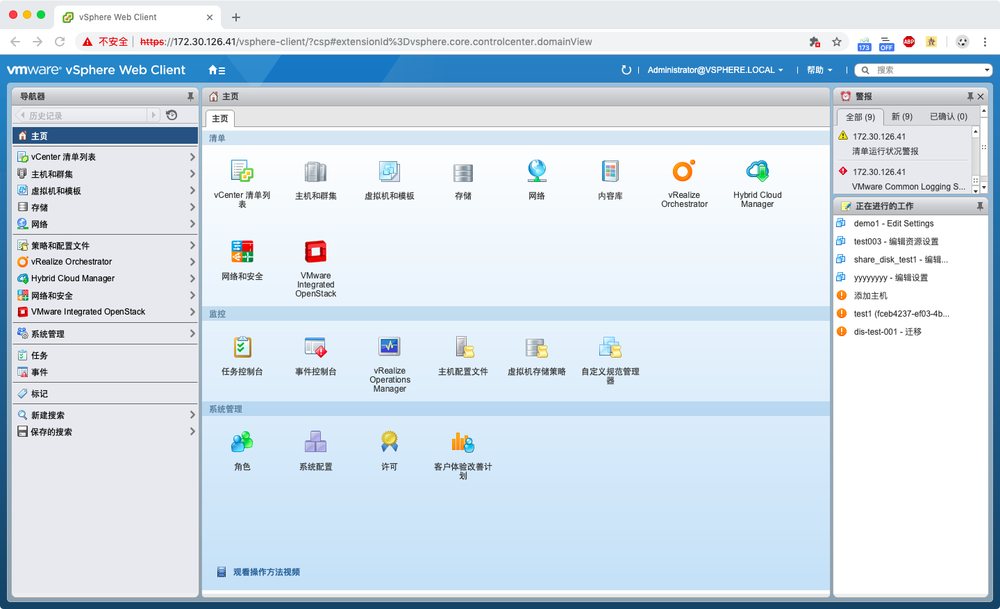 vSphere Web Client
不安全
https://172.30.126.41/vsphere-client/?csp#extensionId%3Dvsphere.core.controlcenter.domainView
173
OFF
ABP
vmware® vSphere Web Client
Administrator@VSPHERE.LOCAL
帮助
搜索
导航器
历史记录
主页
vCenter 清单列表
主机和群集
虚拟机和模板
存储
网络
策略和配置文件
vRealize Orchestrator
Hybrid Cloud Manager
网络和安全
VMware Integrated OpenStack
系统管理
任务
事件
标记
新建搜索
保存的搜索
主页
主页
清单
vCenter 清单列
表
主机和群集
虚拟机和模板
存储
网络
内容库
vRealize
Orchestrator
Hybrid Cloud
Manager
网络和安全
VMware
Integrated
OpenStack
监控
任务控制台
事件控制台
vRealize
Operations
Manager
主机配置文件
虚拟机存储策略
自定义规范管理
器
系统管理
角色
系统配置
许可
客户体验改善计
划
观看操作方法视频
警报
全部 (9)
新 (9)
已确认 (0)
172.30.126.41
清单运行状况警报
172.30.126.41
VMware Common Logging S...
正在进行的工作
demo1 - Edit Settings
test003 - 编辑资源设置
share_disk_test1 - 编辑...
yyyyyyyy - 编辑设置
添加主机
test1 (fceb4237-ef03-4b...
dis-test-001 - 迁移